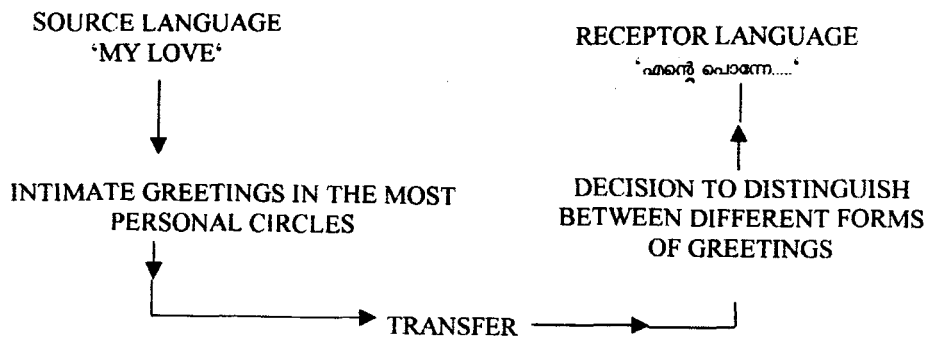 SOURCE LANGUAGE
‘MY LOVE‘
INTIMATE GREETINGS IN THE MOST
PERSONAL CIRCLES
TRANSFER
DECISION TO DISTINGUISH
BETWEEN DIFFERENT FORMS
OF GREETINGS
RECEPTOR LANGUAGE
‘എന്റെ പൊന്നേ.....‘